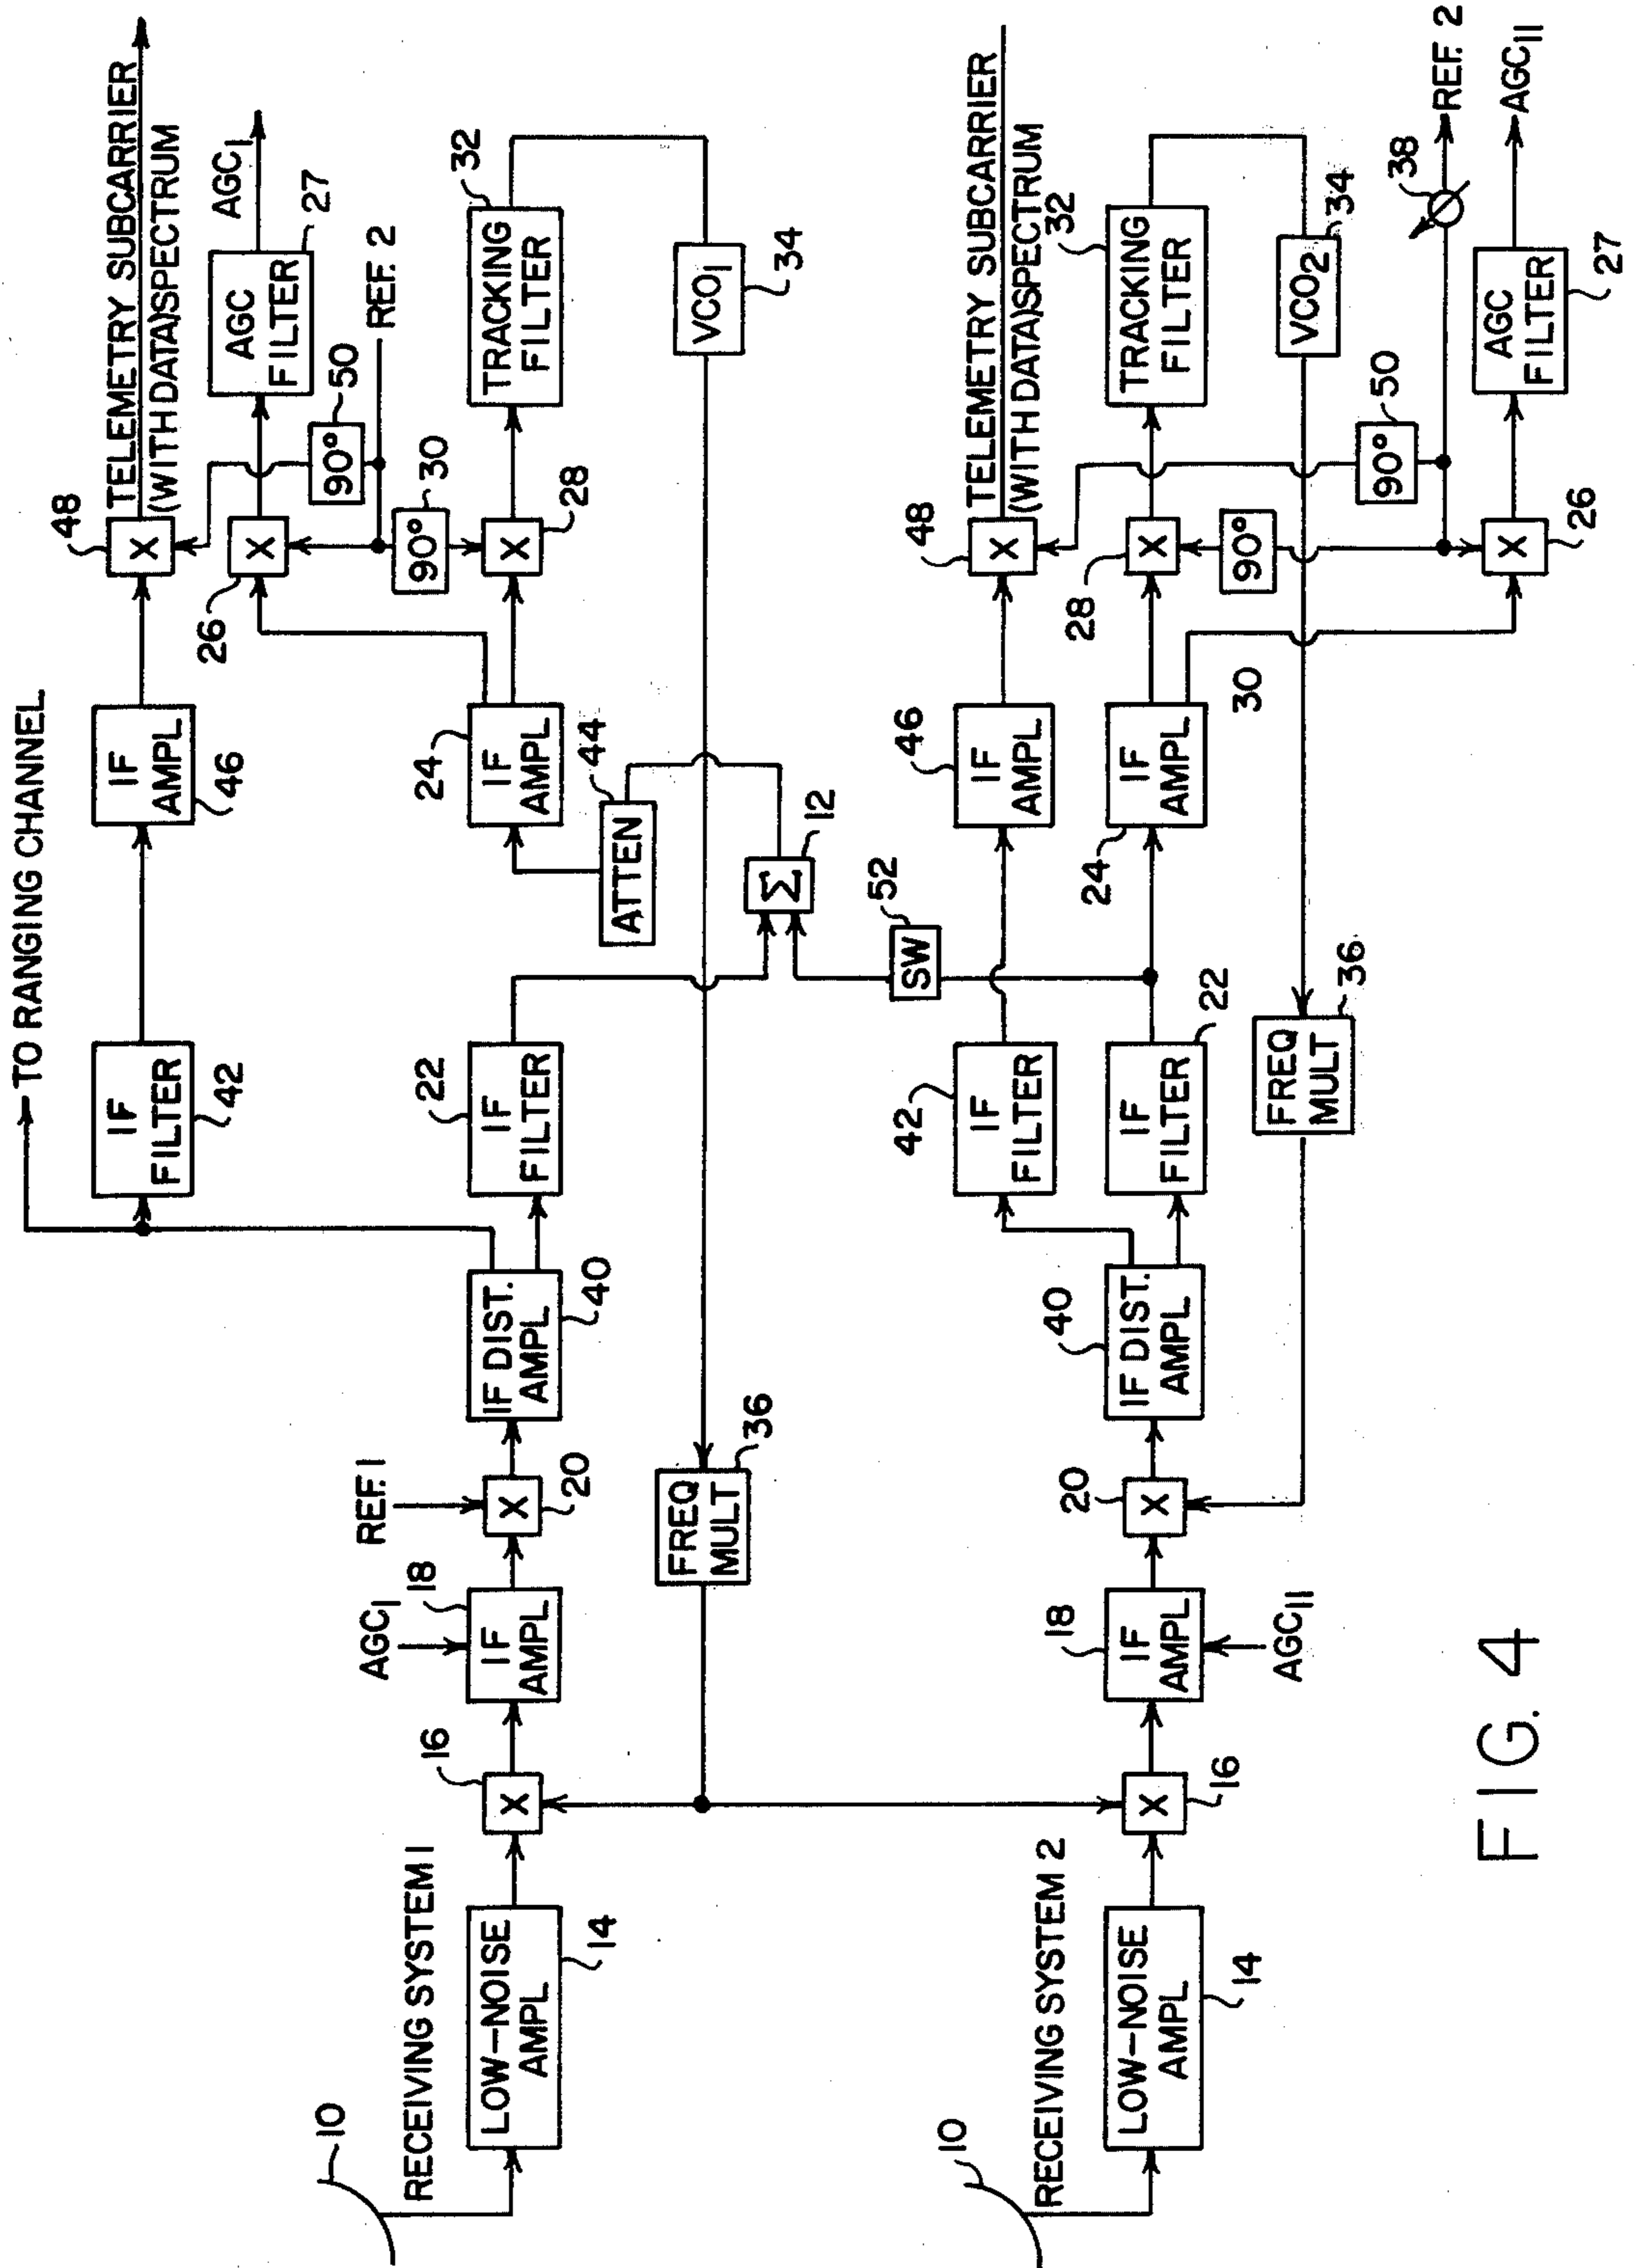 TO RANGING CHANNEL
IF
FILTER
42
IF
AMPL
46
48
X
TELEMETRY SUBCARRIER
(WITH DATA)SPECTRUM
26
X
AGC
FILTER
27
AGC I
50
90°
REF. 2
10
RECEIVING SYSTEM 1
LOW-NOISE
AMPL
14
16
X
AGC I
18
IF
AMPL
REF. 1
X
20
IF DIST.
AMPL
40
22
IF
FILTER
24
IF
AMPL
44
ATTEN
90°
30
X
28
32
TRACKING
FILTER
FREQ
MULT
36
VCO 1
34
Σ
12
SW
52
10
RECEIVING SYSTEM 2
LOW-NOISE
AMPL
14
X
16
18
IF
AMPL
AGC II
20
X
40
IF DIST.
AMPL
42
IF
FILTER
46
IF
AMPL
48
X
TELEMETRY SUBCARRIER
(WITH DATA)SPECTRUM
IF
FILTER
22
24
IF
AMPL
28
X
32
TRACKING
FILTER
30
90°
FREQ
MULT
36
VCO 2
34
50
90°
38
REF. 2
X
26
AGC
FILTER
27
AGC II
FIG. 4